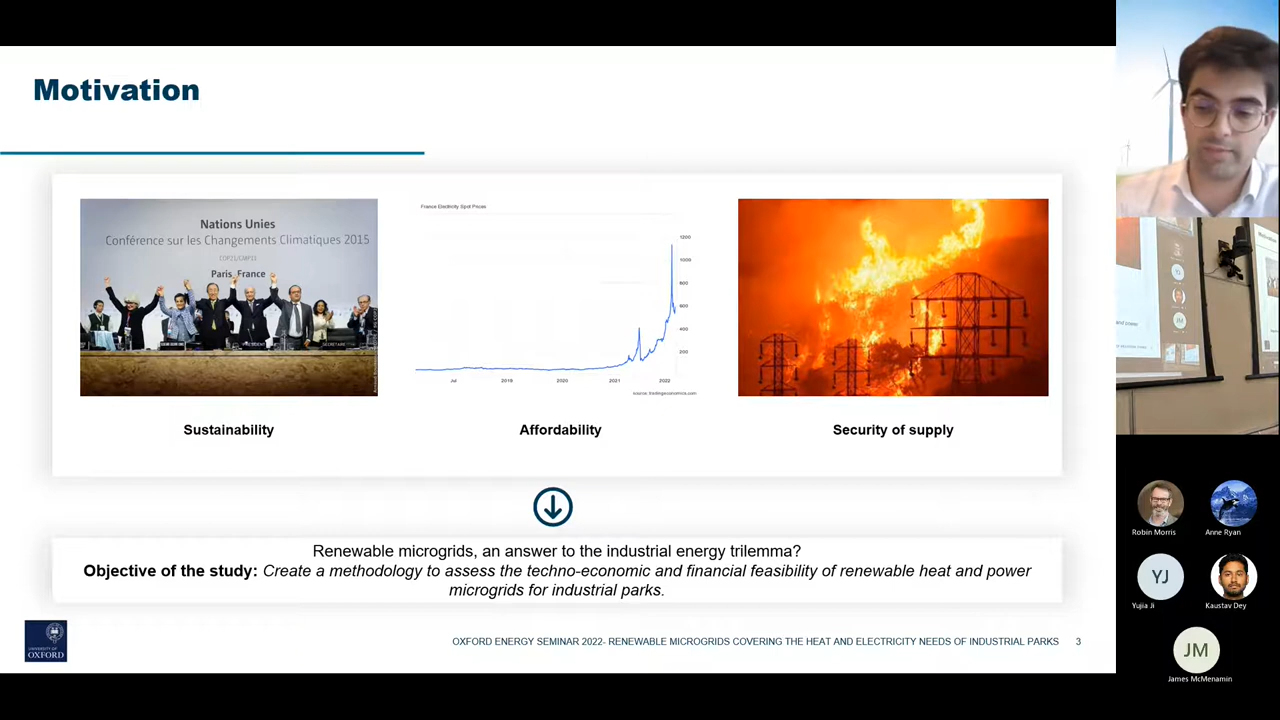 Motivation
Nations Unies
Conférence sur les Changements Climatiques 2015
COP21/CMP11
Paris, France
France Electricity Spot Prices
1200
1000
800
600
400
200
Jul
2019
2020
2021
2022
source: tradingeconomics.com
Sustainability
Affordability
Security of supply
Renewable microgrids, an answer to the industrial energy trilemma?
Objective of the study: Create a methodology to assess the techno-economic and financial feasibility of renewable heat and power
microgrids for industrial parks.
UNIVERSITY OF
OXFORD
OXFORD ENERGY SEMINAR 2022- RENEWABLE MICROGRIDS COVERING THE HEAT AND ELECTRICITY NEEDS OF INDUSTRIAL PARKS
3
Robin Morris
Anne Ryan
YJ
Yujia Ji
Kaustav Dey
JM
James McMenamin